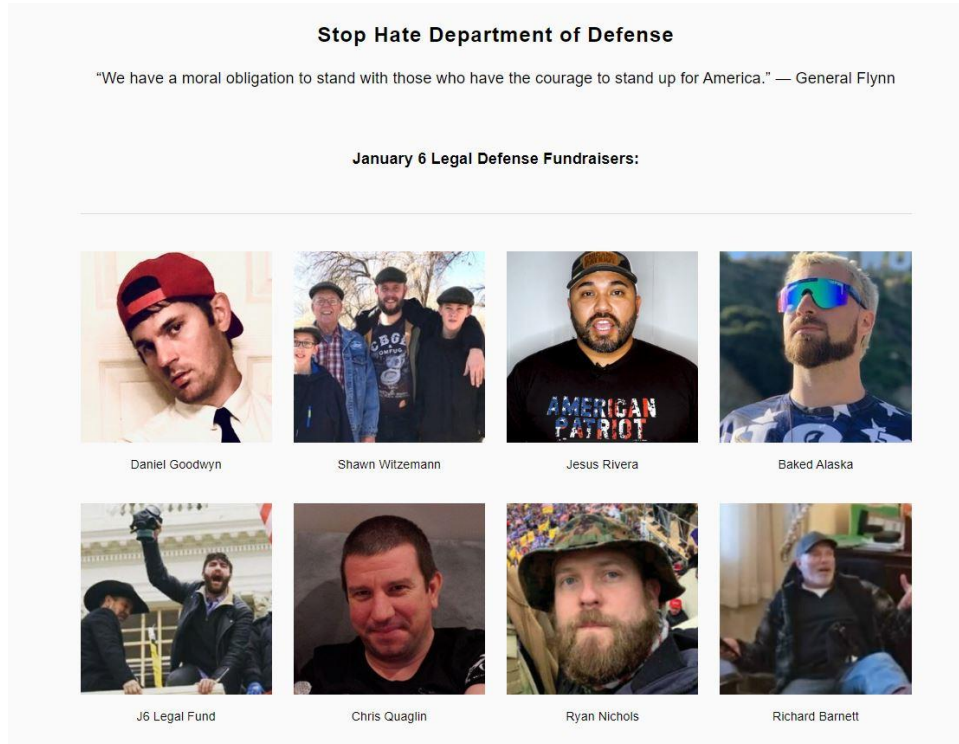 Stop Hate Department of Defense
“We have a moral obligation to stand with those who have the courage to stand up for America.” — General Flynn
January 6 Legal Defense Fundraisers:
CBGB
AMERICAN
PATRIOT
Daniel Goodwyn
Shawn Witzemann
Jesus Rivera
Baked Alaska
J6 Legal Fund
Chris Quaglin
Ryan Nichols
Richard Barnett